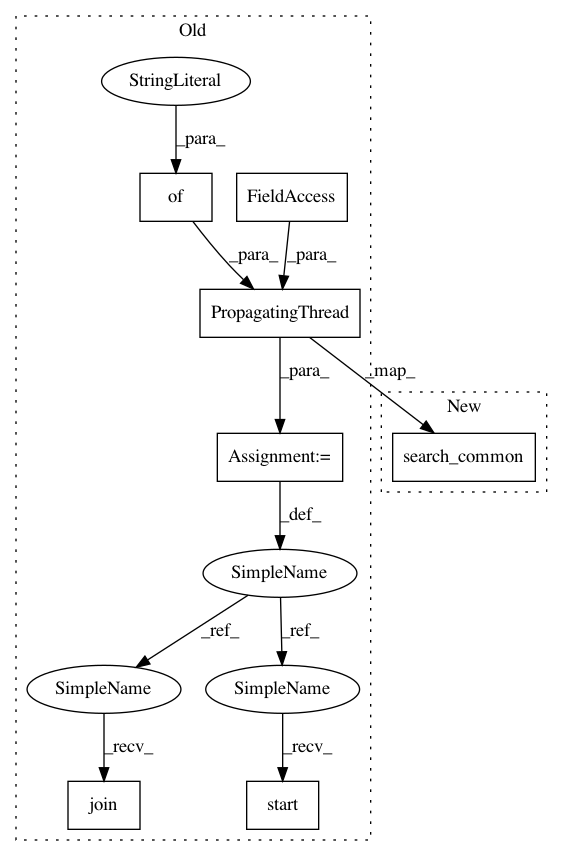 Old
StringLiteral
_para_
of
FieldAccess
_para_
_para_
PropagatingThread
_para_
_map_
New
Assignment:=
search_common
_def_
SimpleName
_ref_
_ref_
SimpleName
SimpleName
_recv_
_recv_
join
start